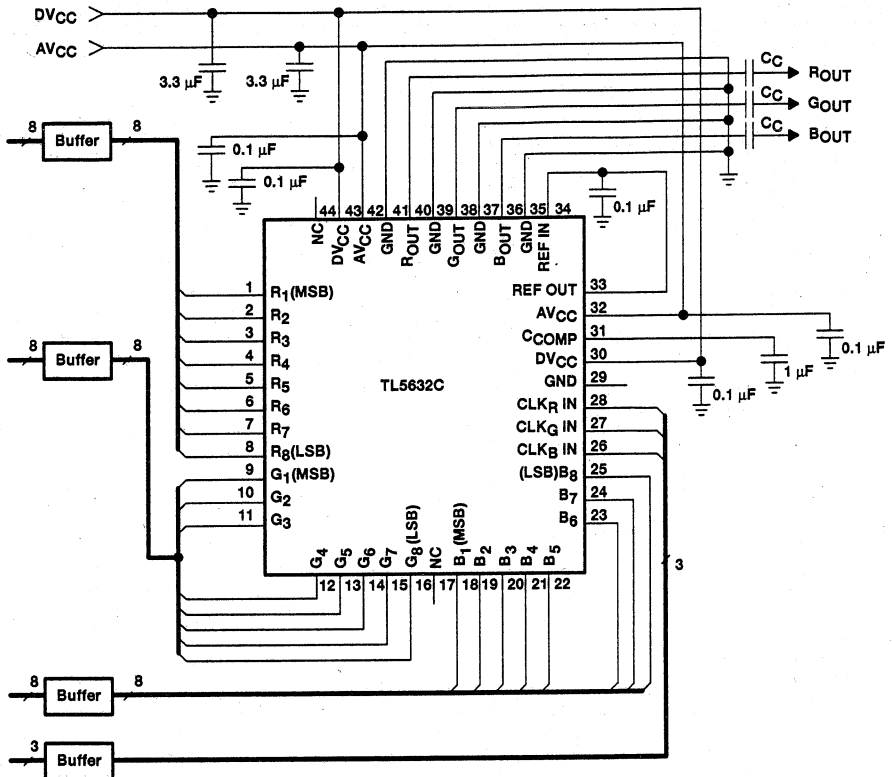 DVCC
AVCC
3.3 µF
3.3 µF
CC
ROUT
CC
GOUT
CC
BOUT
8
Buffer
8
0.1 µF
0.1 µF
0.1 µF
44 43 42 41 40 39 38 37 36 35 34
NC
DVCC
AVCC
GND
ROUT
GND
GOUT
GND
BOUT
GND
REF IN
1 R1(MSB)
2 R2
3 R3
4 R4
5 R5
6 R6
7 R7
8 R8(LSB)
9 G1(MSB)
10 G2
11 G3
8
Buffer
8
TL5632C
REF OUT 33
AVCC 32
CCOMP 31
DVCC 30
GND 29
CLKR IN 28
CLKG IN 27
CLKB IN 26
(LSB)B8 25
B7 24
B6 23
0.1 µF
1 µF
0.1 µF
G4
G5
G6
G7
G8(LSB)
NC
B1(MSB)
B2
B3
B4
B5
12 13 14 15 16 17 18 19 20 21 22
3
8
Buffer
8
3
Buffer